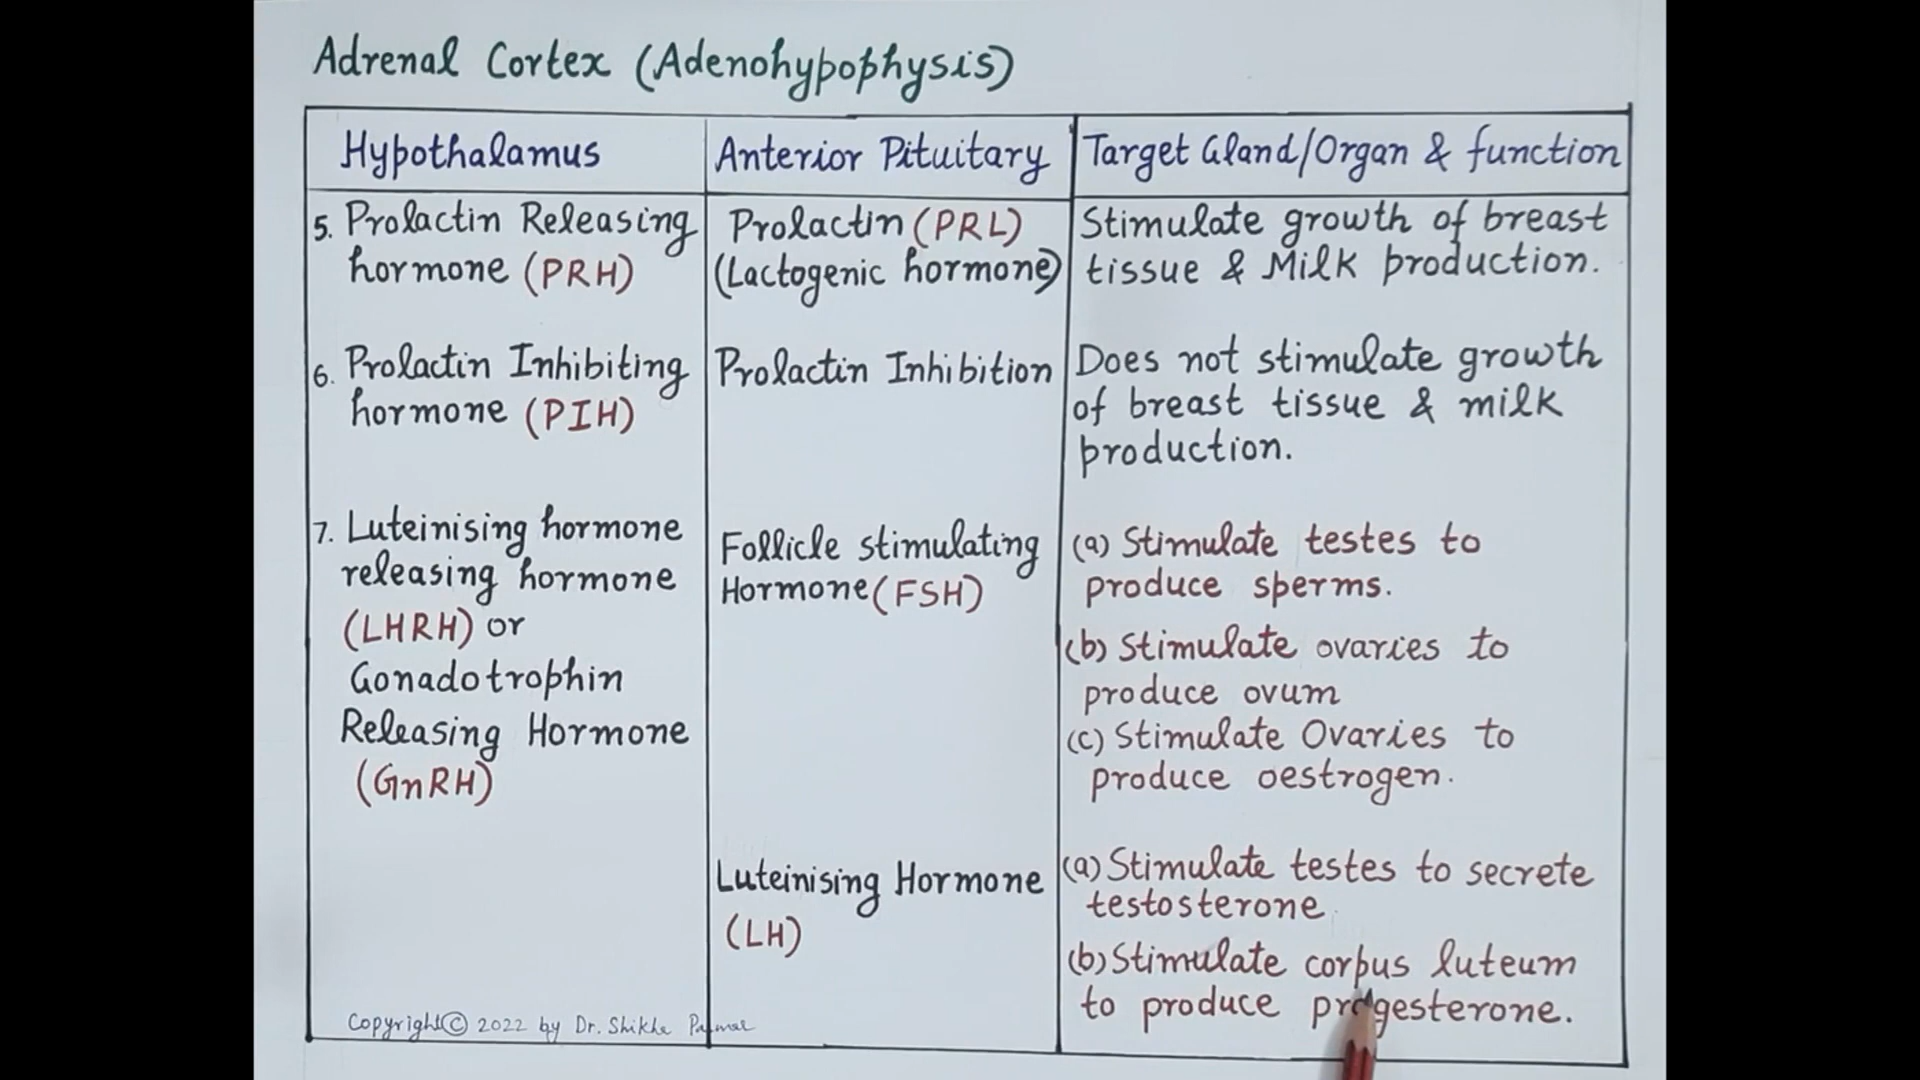 Adrenal Cortex (Adenohypophysis)
Hypothalamus
Anterior Pituitary
Target Gland/Organ & function
5. Prolactin Releasing
hormone (PRH)
Prolactin (PRL)
(Lactogenic hormone)
Stimulate growth of breast
tissue & Milk production.
6. Prolactin Inhibiting
hormone (PIH)
Prolactin Inhibition
Does not stimulate growth
of breast tissue & milk
production.
7. Luteinising hormone
releasing hormone
(LHRH) or
Gonadotrophin
Releasing Hormone
(GnRH)
Follicle stimulating
Hormone (FSH)
(a) Stimulate testes to
produce sperms.
(b) Stimulate ovaries to
produce ovum
(c) Stimulate Ovaries to
produce oestrogen.
Luteinising Hormone
(LH)
(a) Stimulate testes to secrete
testosterone
(b) Stimulate corpus luteum
to produce progesterone.
Copyright© 2022 by Dr. Shikha Parmar